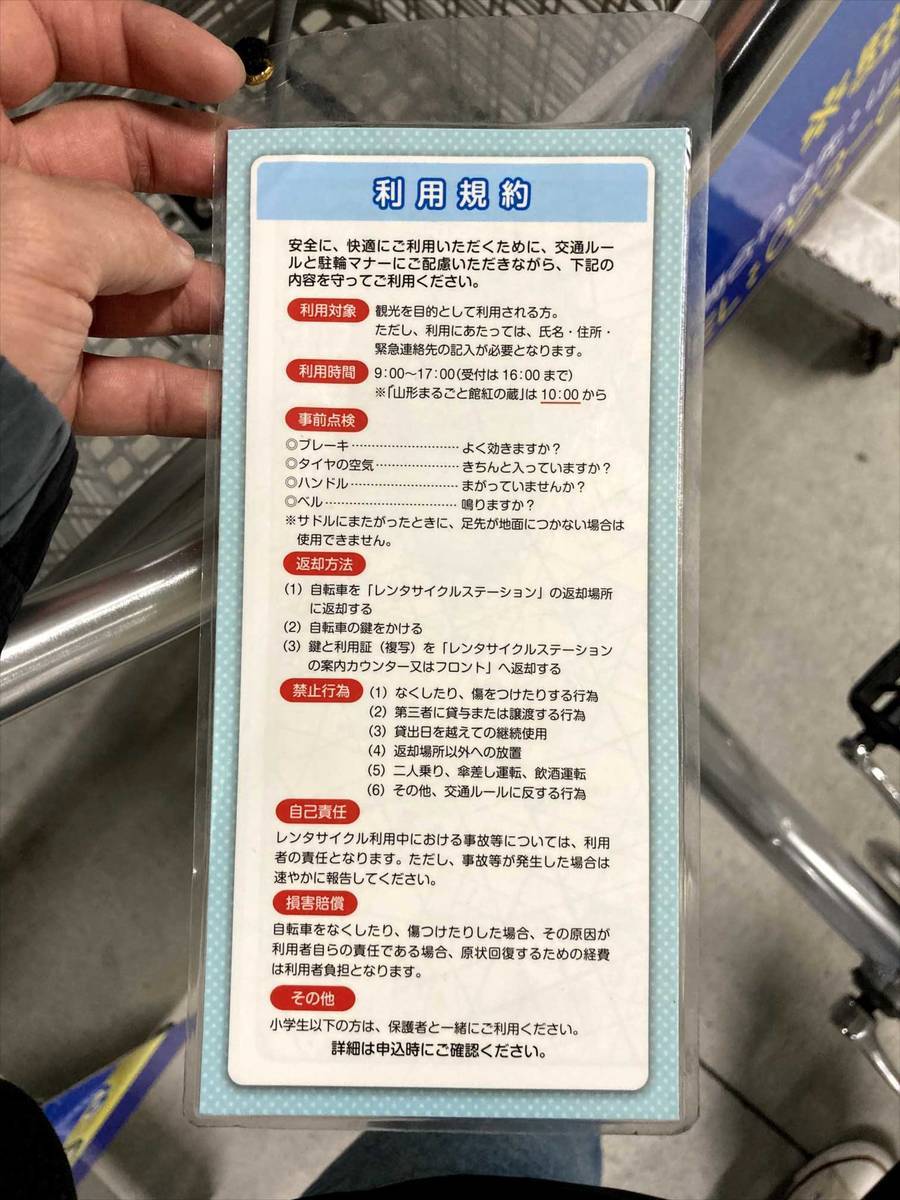 利用規約
安全に、快適にご利用いただくために、交通ルー
ルと駐輪マナーにご配慮いただきながら、下記の
内容を守ってご利用ください。
利用対象 観光を目的として利用される方。
ただし、利用にあたっては、氏名・住所・
緊急連絡先の記入が必要となります。
利用時間 9:00〜17:00(受付は16:00まで)
※「山形まるごと館紅の蔵」は10:00から
事前点検
◎ブレーキ……………………よく効きますか？
◎タイヤの空気………………きちんと入っていますか？
◎ハンドル……………………まがっていませんか？
◎ベル…………………………鳴りますか？
※サドルにまたがったときに、足先が地面につかない場合は
使用できません。
返却方法
(1) 自転車を「レンタサイクルステーション」の返却場所
に返却する
(2) 自転車の鍵をかける
(3) 鍵と利用証（複写）を「レンタサイクルステーション
の案内カウンター又はフロント」へ返却する
禁止行為 (1) なくしたり、傷をつけたりする行為
(2) 第三者に貸与または譲渡する行為
(3) 貸出日を越えての継続使用
(4) 返却場所以外への放置
(5) 二人乗り、傘差し運転、飲酒運転
(6) その他、交通ルールに反する行為
自己責任
レンタサイクル利用中における事故等については、利用
者の責任となります。ただし、事故等が発生した場合は
速やかに報告してください。
損害賠償
自転車をなくしたり、傷つけたりした場合、その原因が
利用者自らの責任である場合、原状回復するための経費
は利用者負担となります。
その他
小学生以下の方は、保護者と一緒にご利用ください。
詳細は申込時にご確認ください。